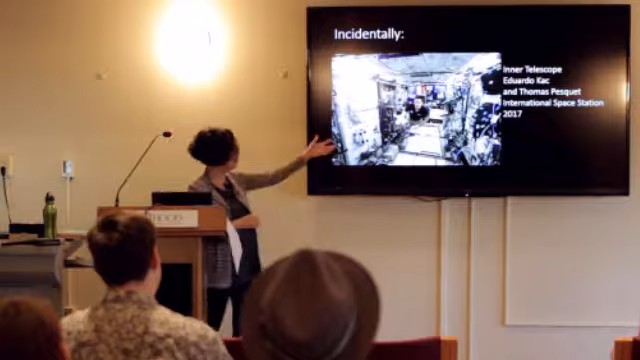 Incidentally:
Inner Telescope
Eduardo Kac
and Thomas Pesquet
International Space Station
2017